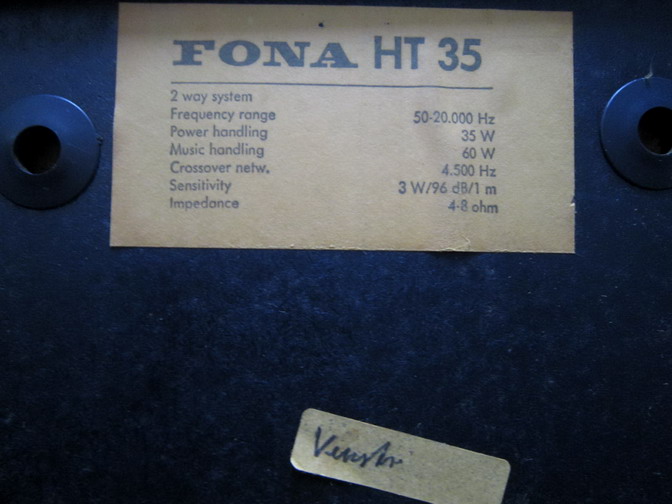 FONA HT 35
2 way system
Frequency range 50-20.000 Hz
Power handling 35 W
Music handling 60 W
Crossover netw. 4.500 Hz
Sensitivity 3 W/96 dB/1 m
Impedance 4-8 ohm